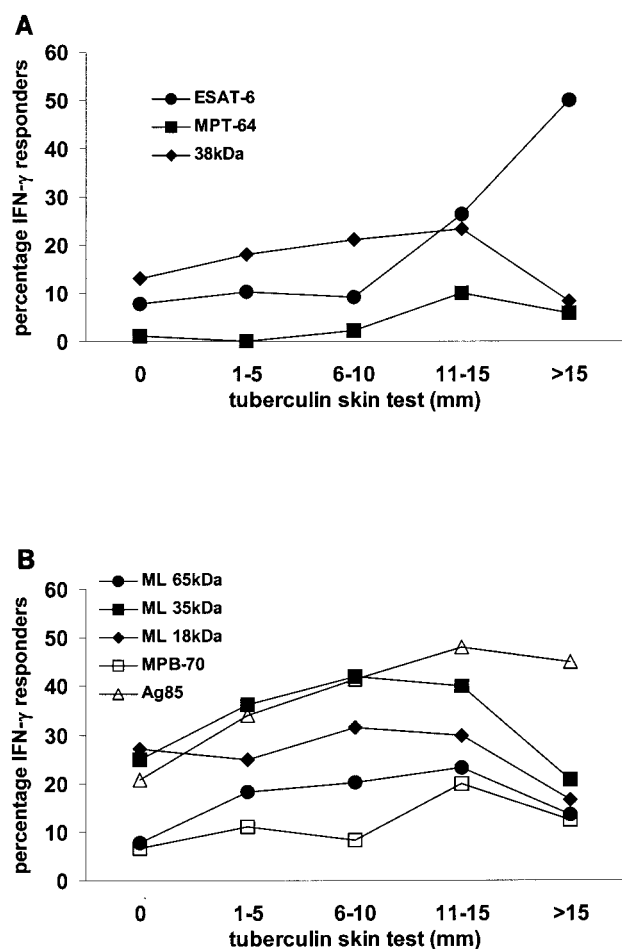 A
percentage IFN-γ responders
60
50
40
30
20
10
0
ESAT-6
MPT-64
38kDa
0 1-5 6-10 11-15 >15
tuberculin skin test (mm)
B
percentage IFN-γ responders
60
50
40
30
20
10
0
ML 65kDa
ML 35kDa
ML 18kDa
MPB-70
Ag85
0 1-5 6-10 11-15 >15
tuberculin skin test (mm)